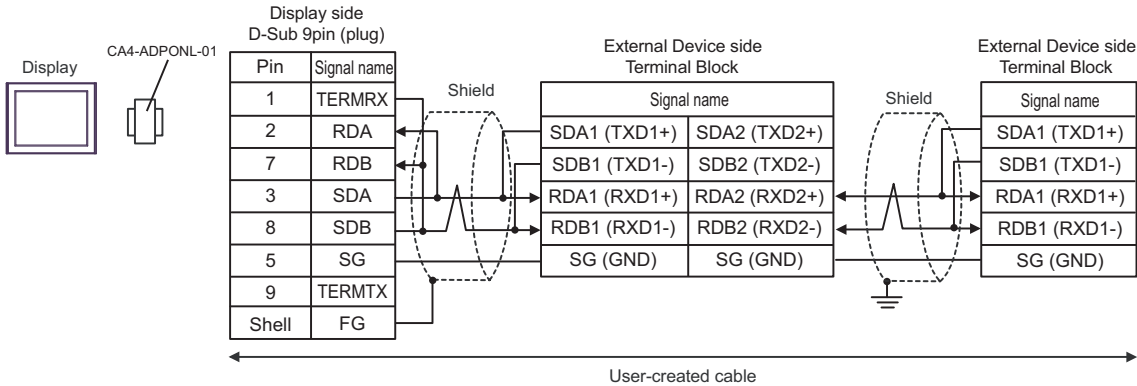 Display side
D-Sub 9pin (plug)
CA4-ADPONL-01
Display
Pin Signal name
1 TERMRX
2 RDA
7 RDB
3 SDA
8 SDB
5 SG
9 TERMTX
Shell FG
Shield
External Device side
Terminal Block
Signal name
SDA1 (TXD1+) SDA2 (TXD2+)
SDB1 (TXD1-) SDB2 (TXD2-)
RDA1 (RXD1+) RDA2 (RXD2+)
RDB1 (RXD1-) RDB2 (RXD2-)
SG (GND) SG (GND)
Shield
External Device side
Terminal Block
Signal name
SDA1 (TXD1+)
SDB1 (TXD1-)
RDA1 (RXD1+)
RDB1 (RXD1-)
SG (GND)
User-created cable